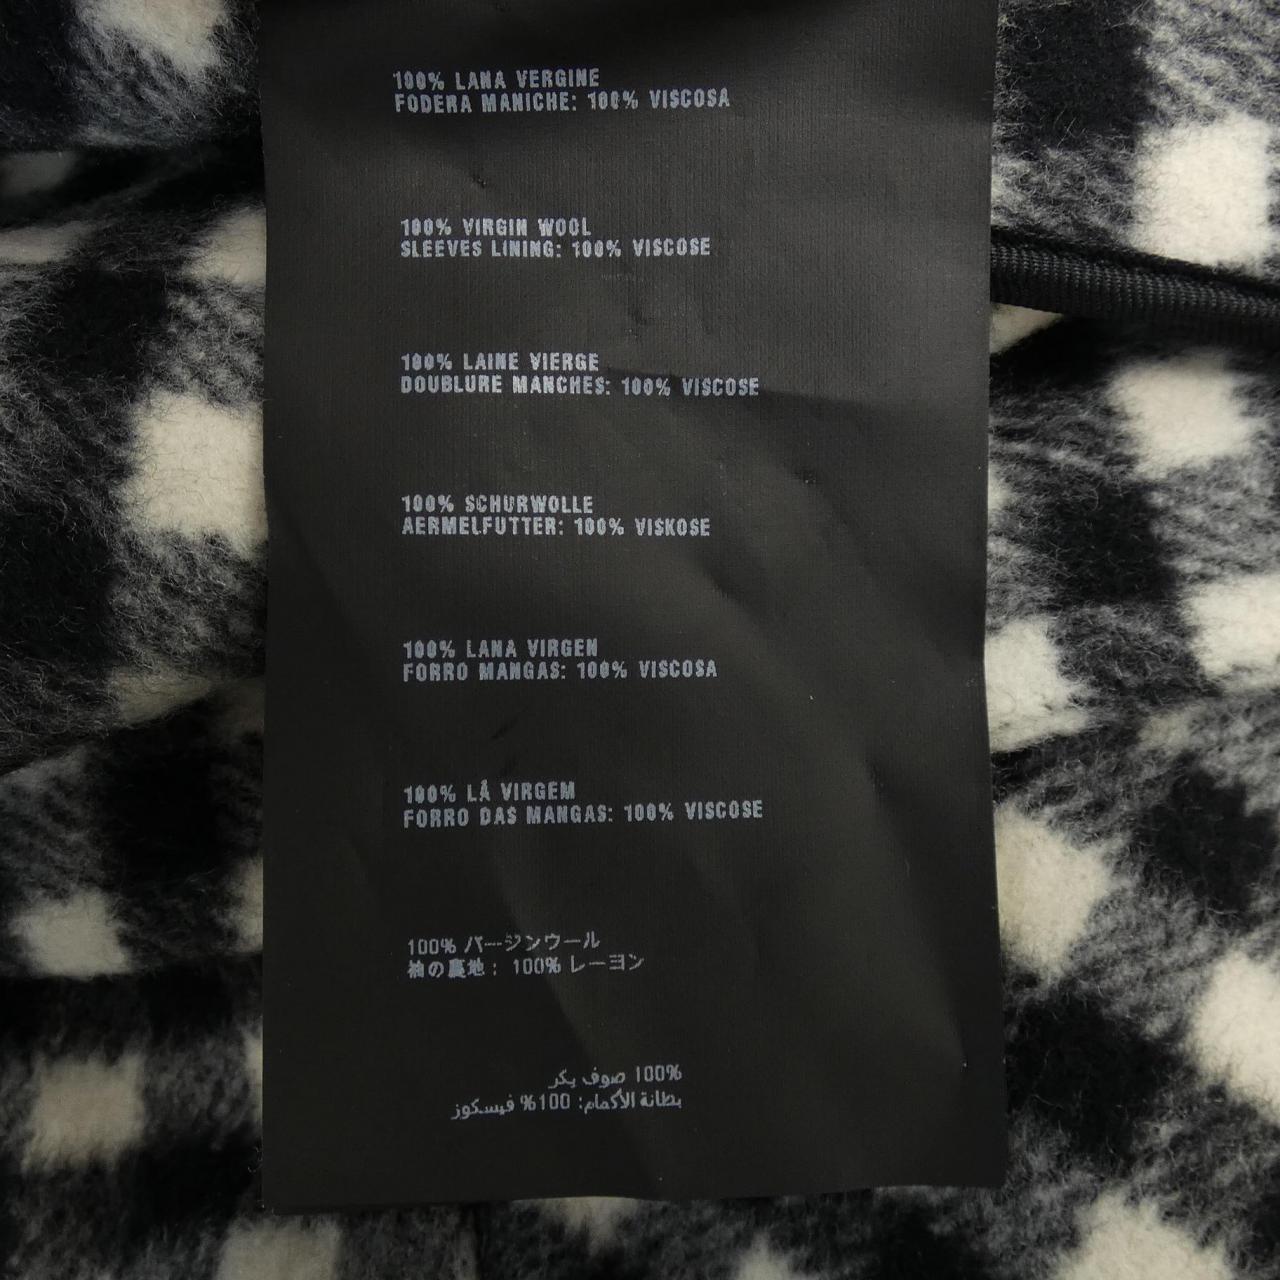 100% LANA VERGINE
FODERA MANICHE: 100% VISCOSA
100% VIRGIN WOOL
SLEEVES LINING: 100% VISCOSE
100% LAINE VIERGE
DOUBLURE MANCHES: 100% VISCOSE
100% SCHURWOLLE
AERMELFUTTER: 100% VISKOSE
100% LANA VIRGEN
FORRO MANGAS: 100% VISCOSA
100% LÃ VIRGEM
FORRO DAS MANGAS: 100% VISCOSE
100% バージンウール
袖の裏地: 100% レーヨン
100% صوف بكر
بطانة الأكمام: 100% فيسكوز